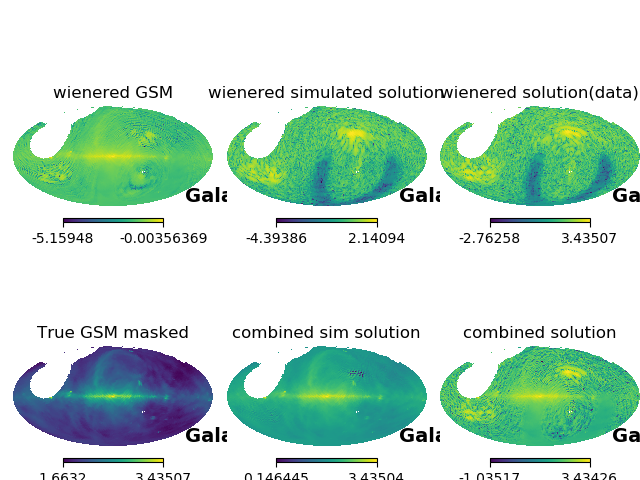 wienered GSM
wienered simulated solution
wienered solution(data)
Gala
Gala
Ga
-5.15948 -0.00356369
-4.39386 2.14094
-2.76258 3.43507
True GSM masked
combined sim solution
combined solution
Gala
Gala
Ga
1.6632 3.43507
0.146445 3.43504
-1.03517 3.43426